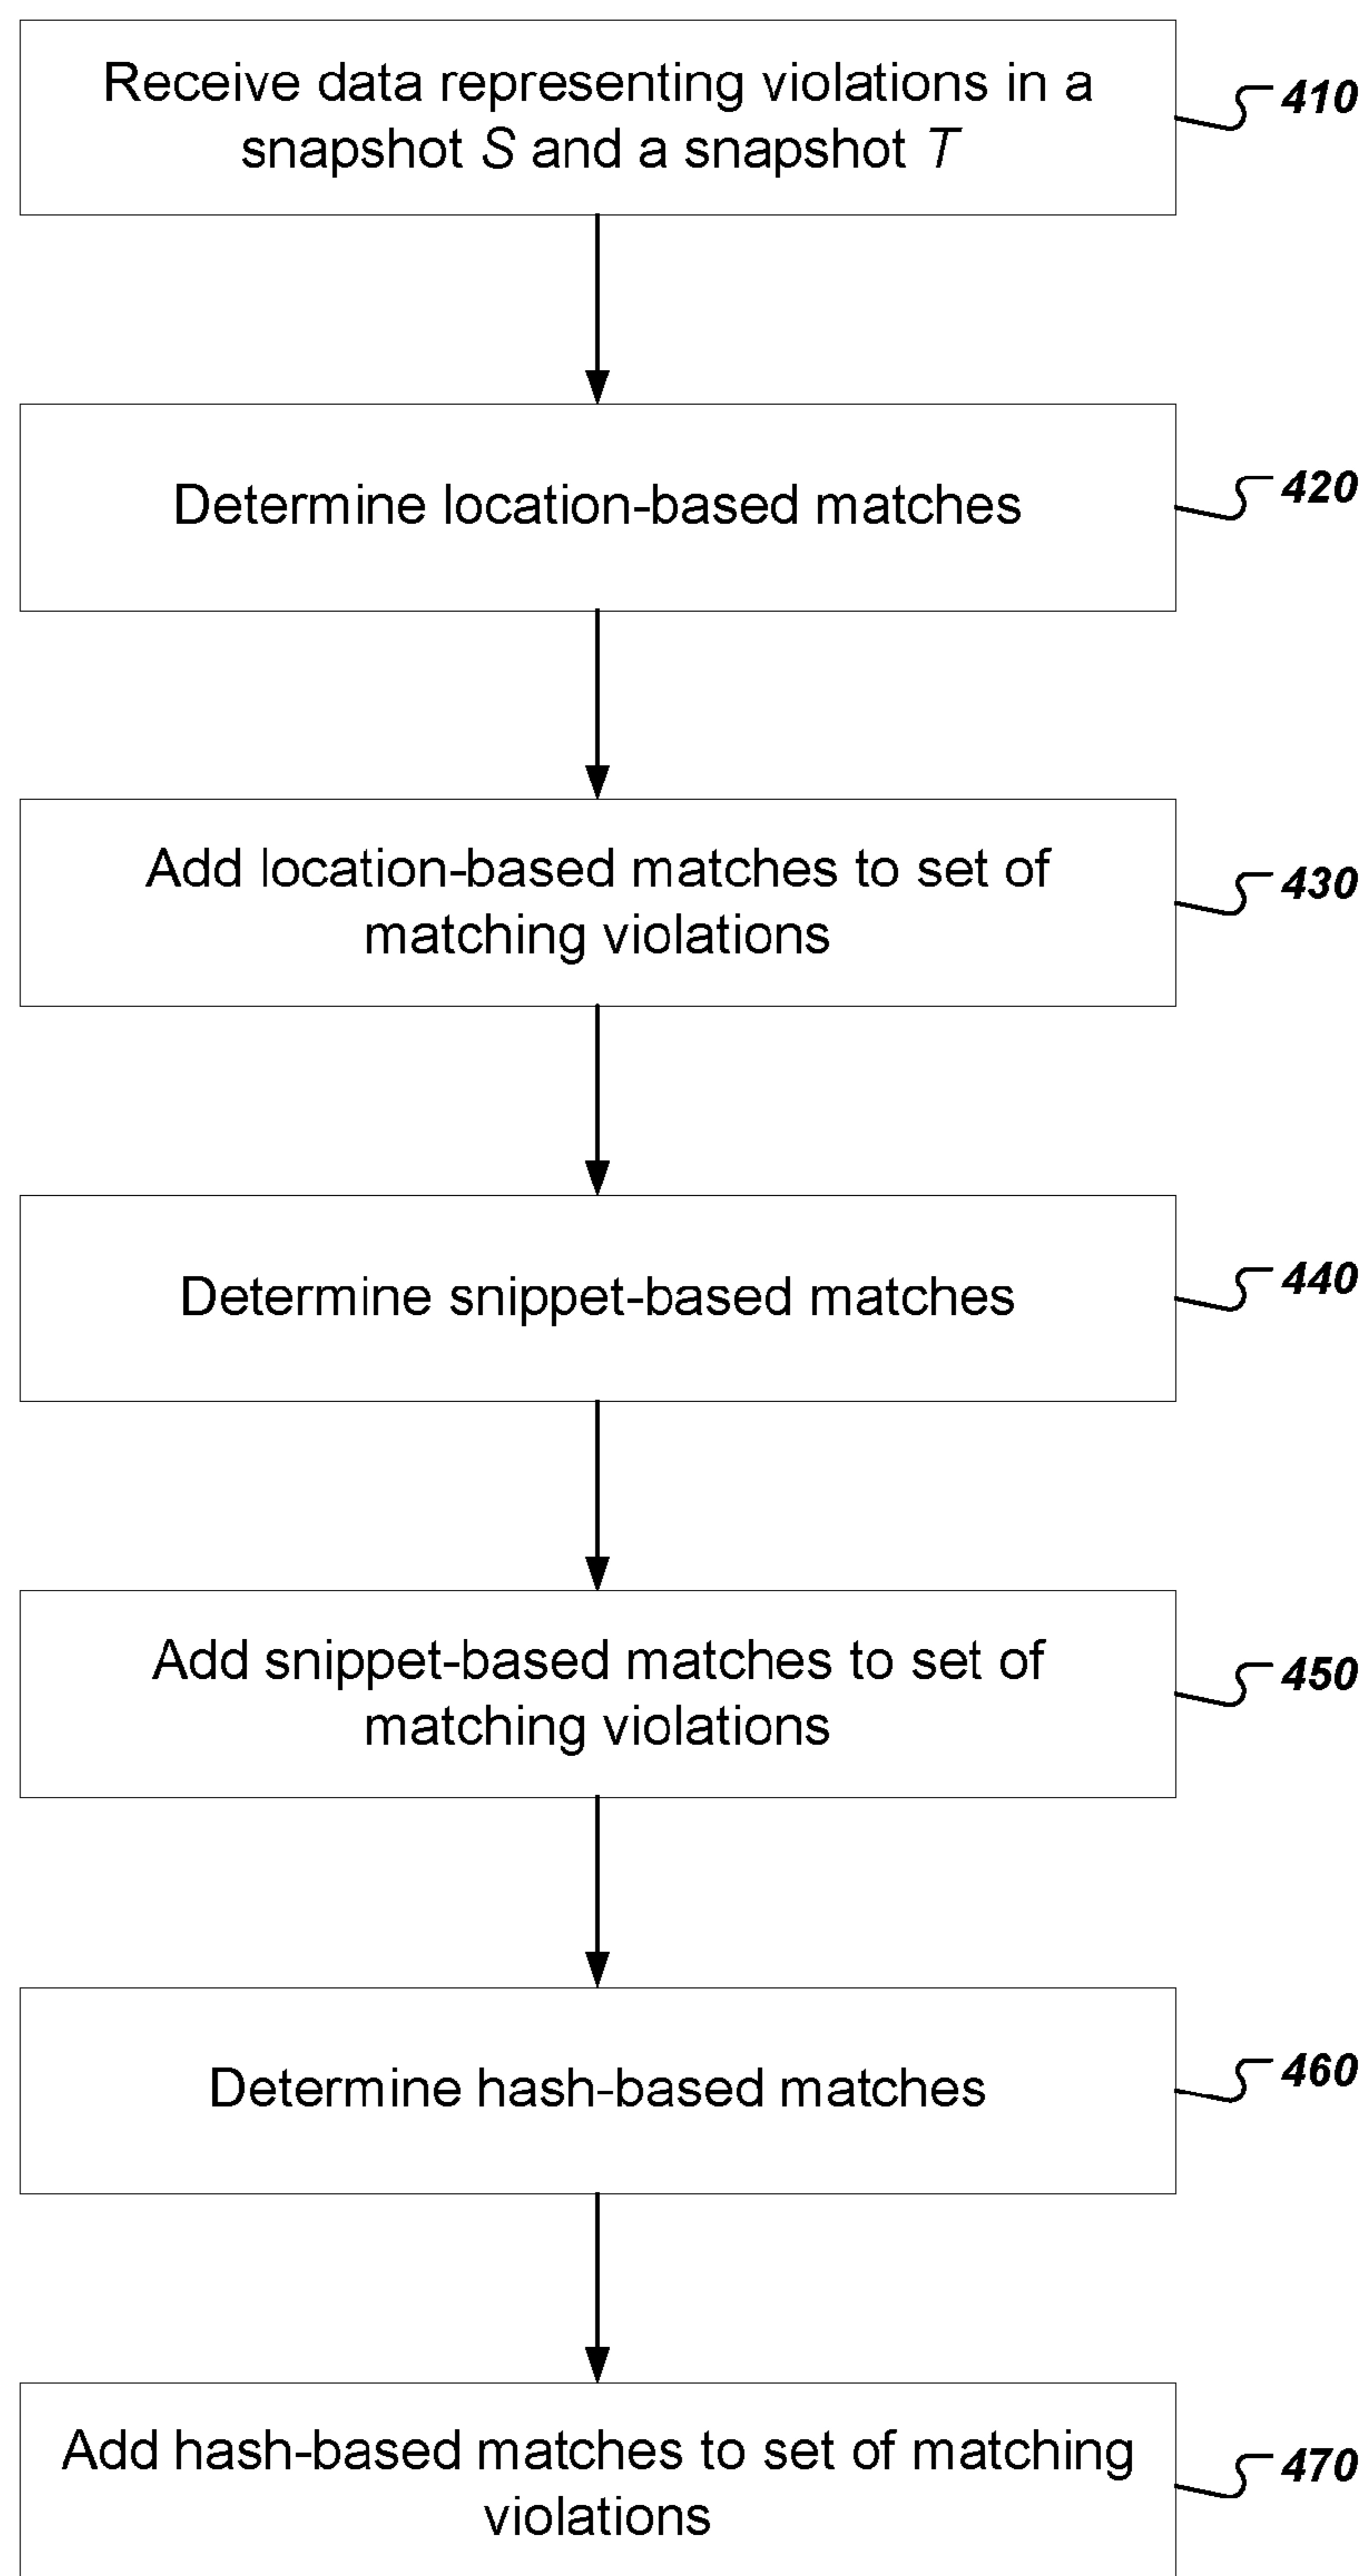 Receive data representing violations in a
snapshot S and a snapshot T
410
Determine location-based matches
420
Add location-based matches to set of
matching violations
430
Determine snippet-based matches
440
Add snippet-based matches to set of
matching violations
450
Determine hash-based matches
460
Add hash-based matches to set of matching
violations
470